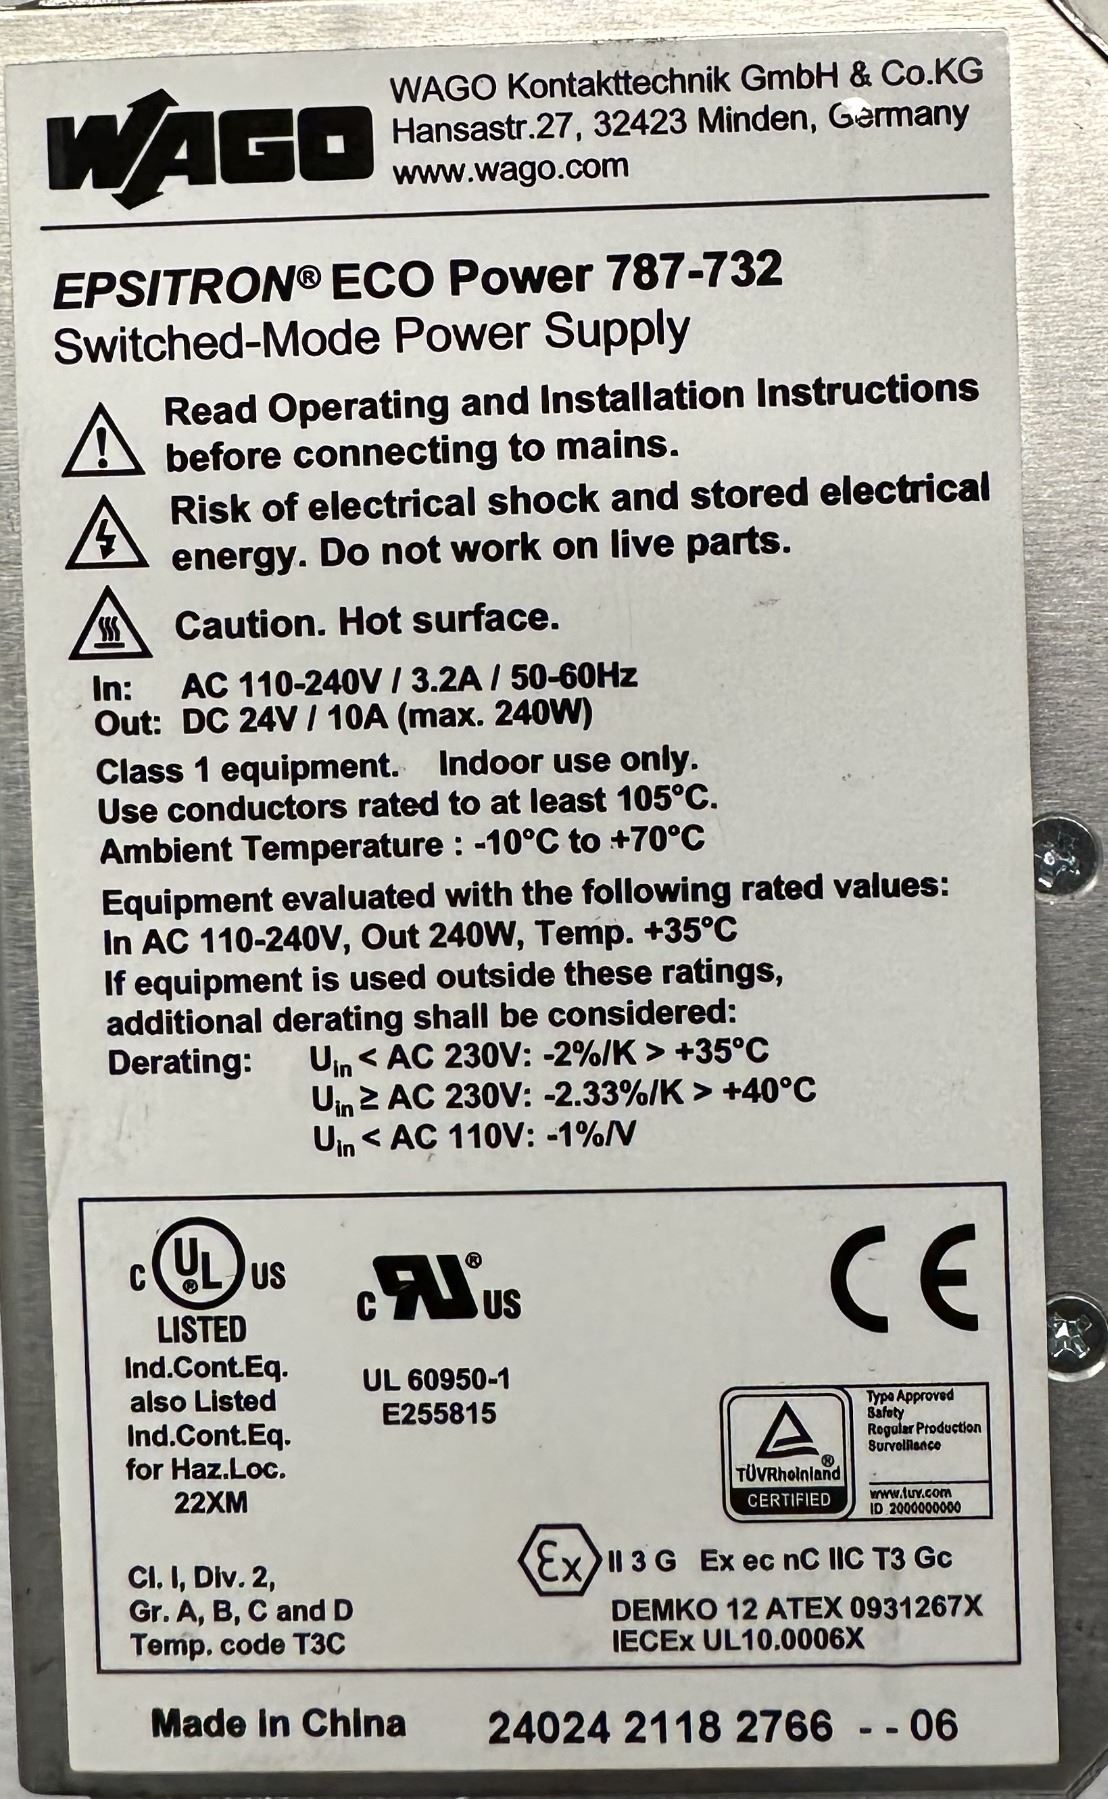 WAGO
WAGO Kontakttechnik GmbH & Co.KG
Hansastr.27, 32423 Minden, Germany
www.wago.com
EPSITRON® ECO Power 787-732
Switched-Mode Power Supply
Read Operating and Installation Instructions
before connecting to mains.
Risk of electrical shock and stored electrical
energy. Do not work on live parts.
Caution. Hot surface.
In: AC 110-240V / 3.2A / 50-60Hz
Out: DC 24V / 10A (max. 240W)
Class 1 equipment. Indoor use only.
Use conductors rated to at least 105°C.
Ambient Temperature : -10°C to +70°C
Equipment evaluated with the following rated values:
In AC 110-240V, Out 240W, Temp. +35°C
If equipment is used outside these ratings,
additional derating shall be considered:
Derating: Uin < AC 230V: -2%/K > +35°C
Uin ≥ AC 230V: -2.33%/K > +40°C
Uin < AC 110V: -1%/V
C UL ® US
LISTED
Ind.Cont.Eq.
also Listed
Ind.Cont.Eq.
for Haz.Loc.
22XM
Cl. I, Div. 2,
Gr. A, B, C and D
Temp. code T3C
C RU ® US
UL 60950-1
E255815
CE
TÜVRheinland®
CERTIFIED
Type Approved
Safety
Regular Production
Surveillance
www.tuv.com
ID 2000000000
Ex II 3 G Ex ec nC IIC T3 Gc
DEMKO 12 ATEX 0931267X
IECEx UL10.0006X
Made in China 24024 2118 2766 - - 06